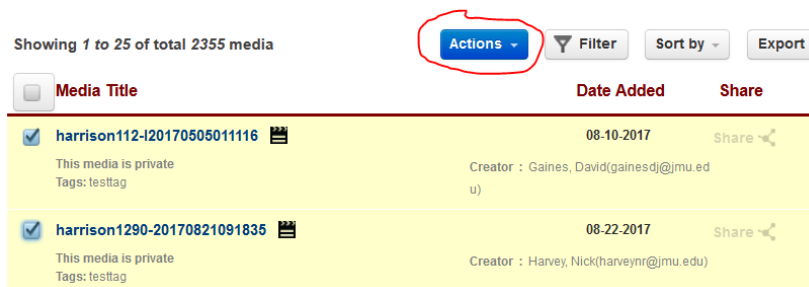 Showing 1 to 25 of total 2355 media
Actions
Filter
Sort by
Export
Media Title
Date Added
Share
harrison112-I20170505011116
08-10-2017
Share
This media is private
Tags: testtag
Creator : Gaines, David(gainesdj@jmu.ed
u)
harrison1290-20170821091835
08-22-2017
Share
This media is private
Tags: testtag
Creator : Harvey, Nick(harveynr@jmu.edu)